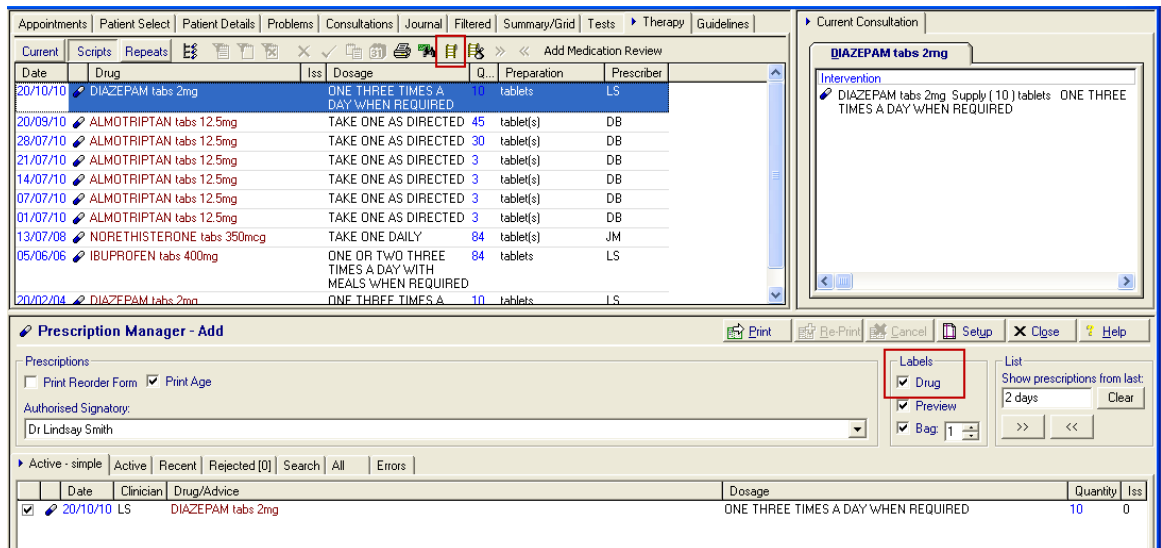 Appointments Patient Select Patient Details Problems Consultations Journal Filtered Summary/Grid Tests Therapy Guidelines
Current Scripts Repeats Add Medication Review
Date Drug Iss Dosage Q... Preparation Prescriber
20/10/10 DIAZEPAM tabs 2mg ONE THREE TIMES A 10 tablets LS
DAY WHEN REQUIRED
20/09/10 ALMOTRIPTAN tabs 12.5mg TAKE ONE AS DIRECTED 45 tablet(s) DB
28/07/10 ALMOTRIPTAN tabs 12.5mg TAKE ONE AS DIRECTED 30 tablet(s) DB
21/07/10 ALMOTRIPTAN tabs 12.5mg TAKE ONE AS DIRECTED 3 tablet(s) DB
14/07/10 ALMOTRIPTAN tabs 12.5mg TAKE ONE AS DIRECTED 3 tablet(s) DB
07/07/10 ALMOTRIPTAN tabs 12.5mg TAKE ONE AS DIRECTED 3 tablet(s) DB
01/07/10 ALMOTRIPTAN tabs 12.5mg TAKE ONE AS DIRECTED 3 tablet(s) DB
13/07/08 NORETHISTERONE tabs 350mcg TAKE ONE DAILY 84 tablet(s) JM
05/06/06 IBUPROFEN tabs 400mg ONE OR TWO THREE 84 tablets LS
TIMES A DAY WITH
MEALS WHEN REQUIRED
20/02/04 DIAZEPAM tabs 2mg ONE THREE TIMES A 10 tablets LS
Current Consultation
DIAZEPAM tabs 2mg
Intervention
DIAZEPAM tabs 2mg Supply ( 10 ) tablets ONE THREE
TIMES A DAY WHEN REQUIRED
Prescription Manager - Add Print Re-Print Cancel Setup Close Help
Prescriptions
Print Reorder Form Print Age
Authorised Signatory:
Dr Lindsay Smith
Labels
Drug
Preview
Bag: 1
List
Show prescriptions from last:
2 days Clear
>> <<
Active - simple Active Recent Rejected [0] Search All Errors
Date Clinician Drug/Advice Dosage Quantity Iss
20/10/10 LS DIAZEPAM tabs 2mg ONE THREE TIMES A DAY WHEN REQUIRED 10 0